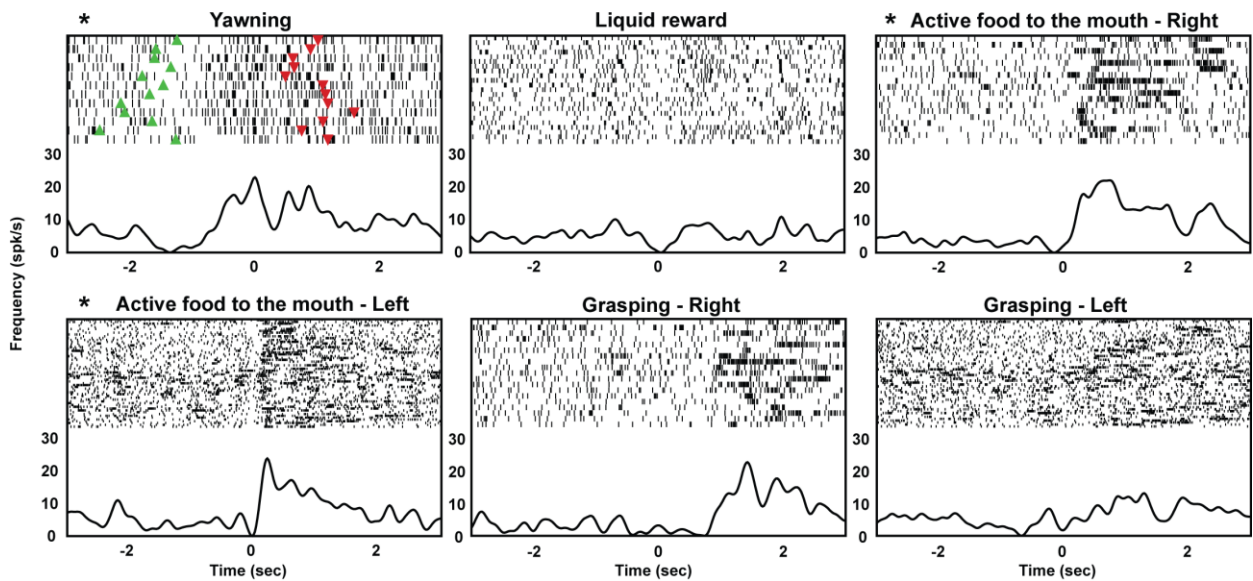 * Yawning
Liquid reward
* Active food to the mouth - Right
30
20
10
0
-2 0 2
30
20
10
0
-2 0 2
30
20
10
0
-2 0 2
Frequency (spk/s)
* Active food to the mouth - Left
Grasping - Right
Grasping - Left
30
20
10
0
-2 0 2
Time (sec)
30
20
10
0
-2 0 2
Time (sec)
30
20
10
0
-2 0 2
Time (sec)